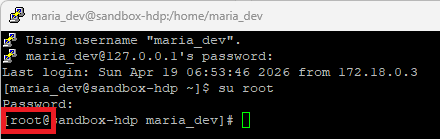 maria_dev@sandbox-hdp:/home/maria_dev
Using username "maria_dev".
maria_dev@127.0.0.1's password:
Last login: Sun Apr 19 06:53:46 2026 from 172.18.0.3
[maria_dev@sandbox-hdp ~]$ su root
Password:
[root@sandbox-hdp maria_dev]#